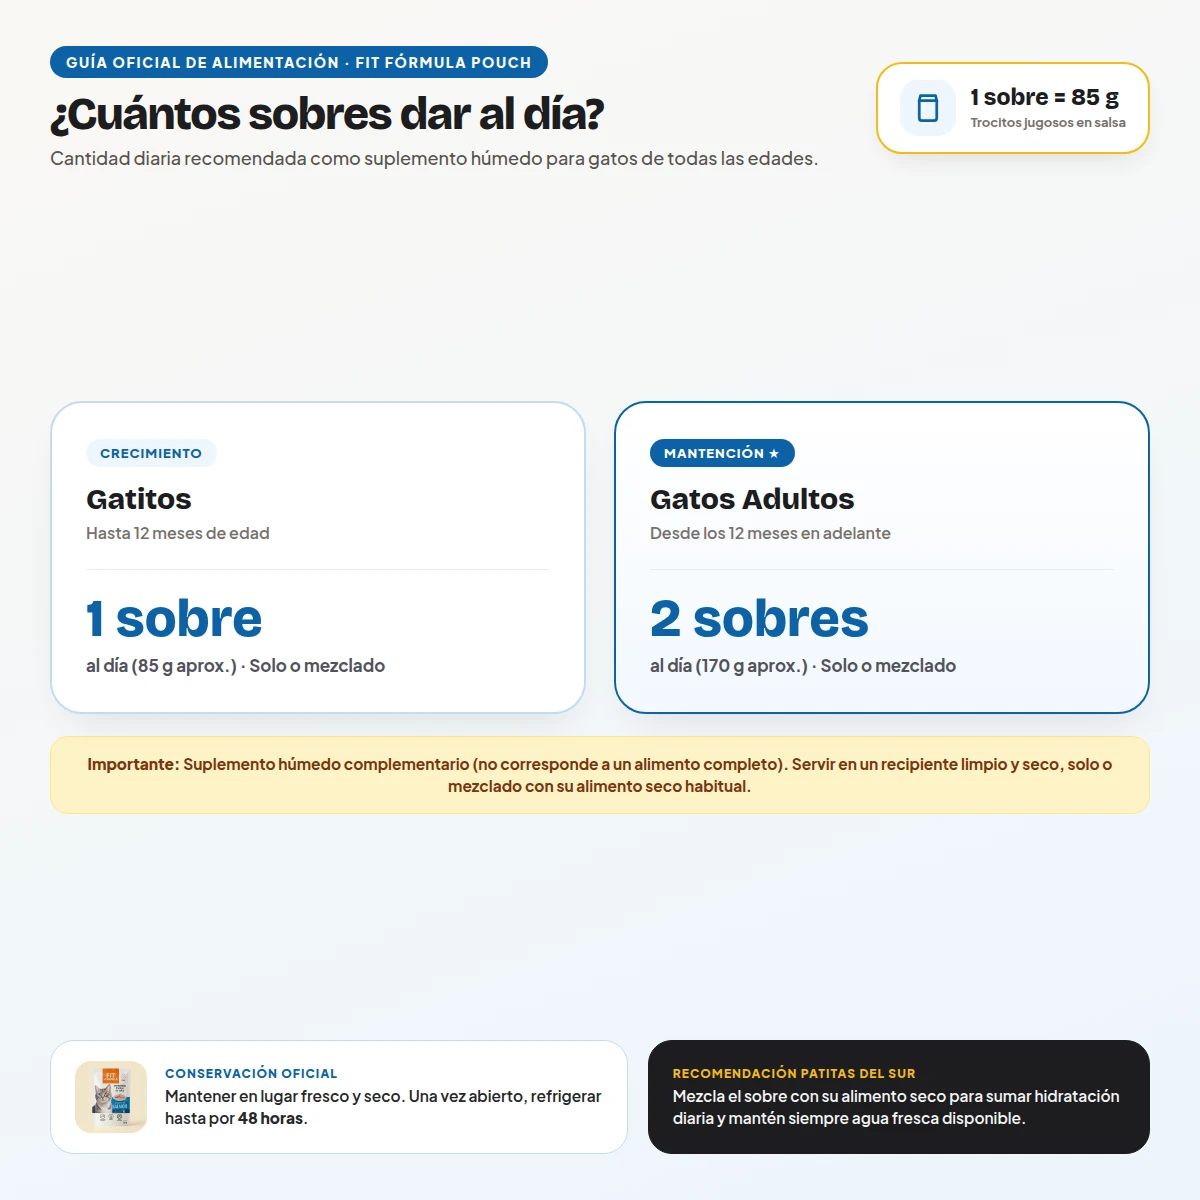 GUÍA OFICIAL DE ALIMENTACIÓN · FIT FÓRMULA POUCH
¿Cuántos sobres dar al día?
Cantidad diaria recomendada como suplemento húmedo para gatos de todas las edades.
1 sobre = 85 g
Trocitos jugosos en salsa
CRECIMIENTO
Gatitos
Hasta 12 meses de edad
1 sobre
al día (85 g aprox.) · Solo o mezclado
MANTENCIÓN ★
Gatos Adultos
Desde los 12 meses en adelante
2 sobres
al día (170 g aprox.) · Solo o mezclado
Importante: Suplemento húmedo complementario (no corresponde a un alimento completo). Servir en un recipiente limpio y seco, solo o
mezclado con su alimento seco habitual.
FIT
CONSERVACIÓN OFICIAL
Mantener en lugar fresco y seco. Una vez abierto, refrigerar
hasta por 48 horas.
RECOMENDACIÓN PATITAS DEL SUR
Mezcla el sobre con su alimento seco para sumar hidratación
diaria y mantén siempre agua fresca disponible.